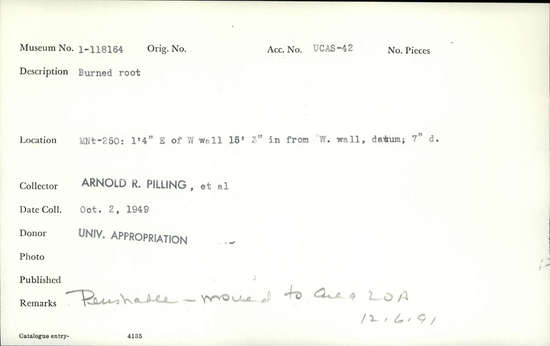 Museum No. 1-118164 Orig. No. Acc. No. UCAS-42 No. Pieces
Description Burned root
Location MNt-250: 1'4" E of W wall 15' 3" in from W. wall, datum; 7" d.
Collector ARNOLD R. PILLING, et al
Date Coll. Oct. 2, 1949
Donor UNIV. APPROPRIATION
Photo
Published
Remarks Perishable - moved to Area 20A
12.6.91
Catalogue entry- 4135